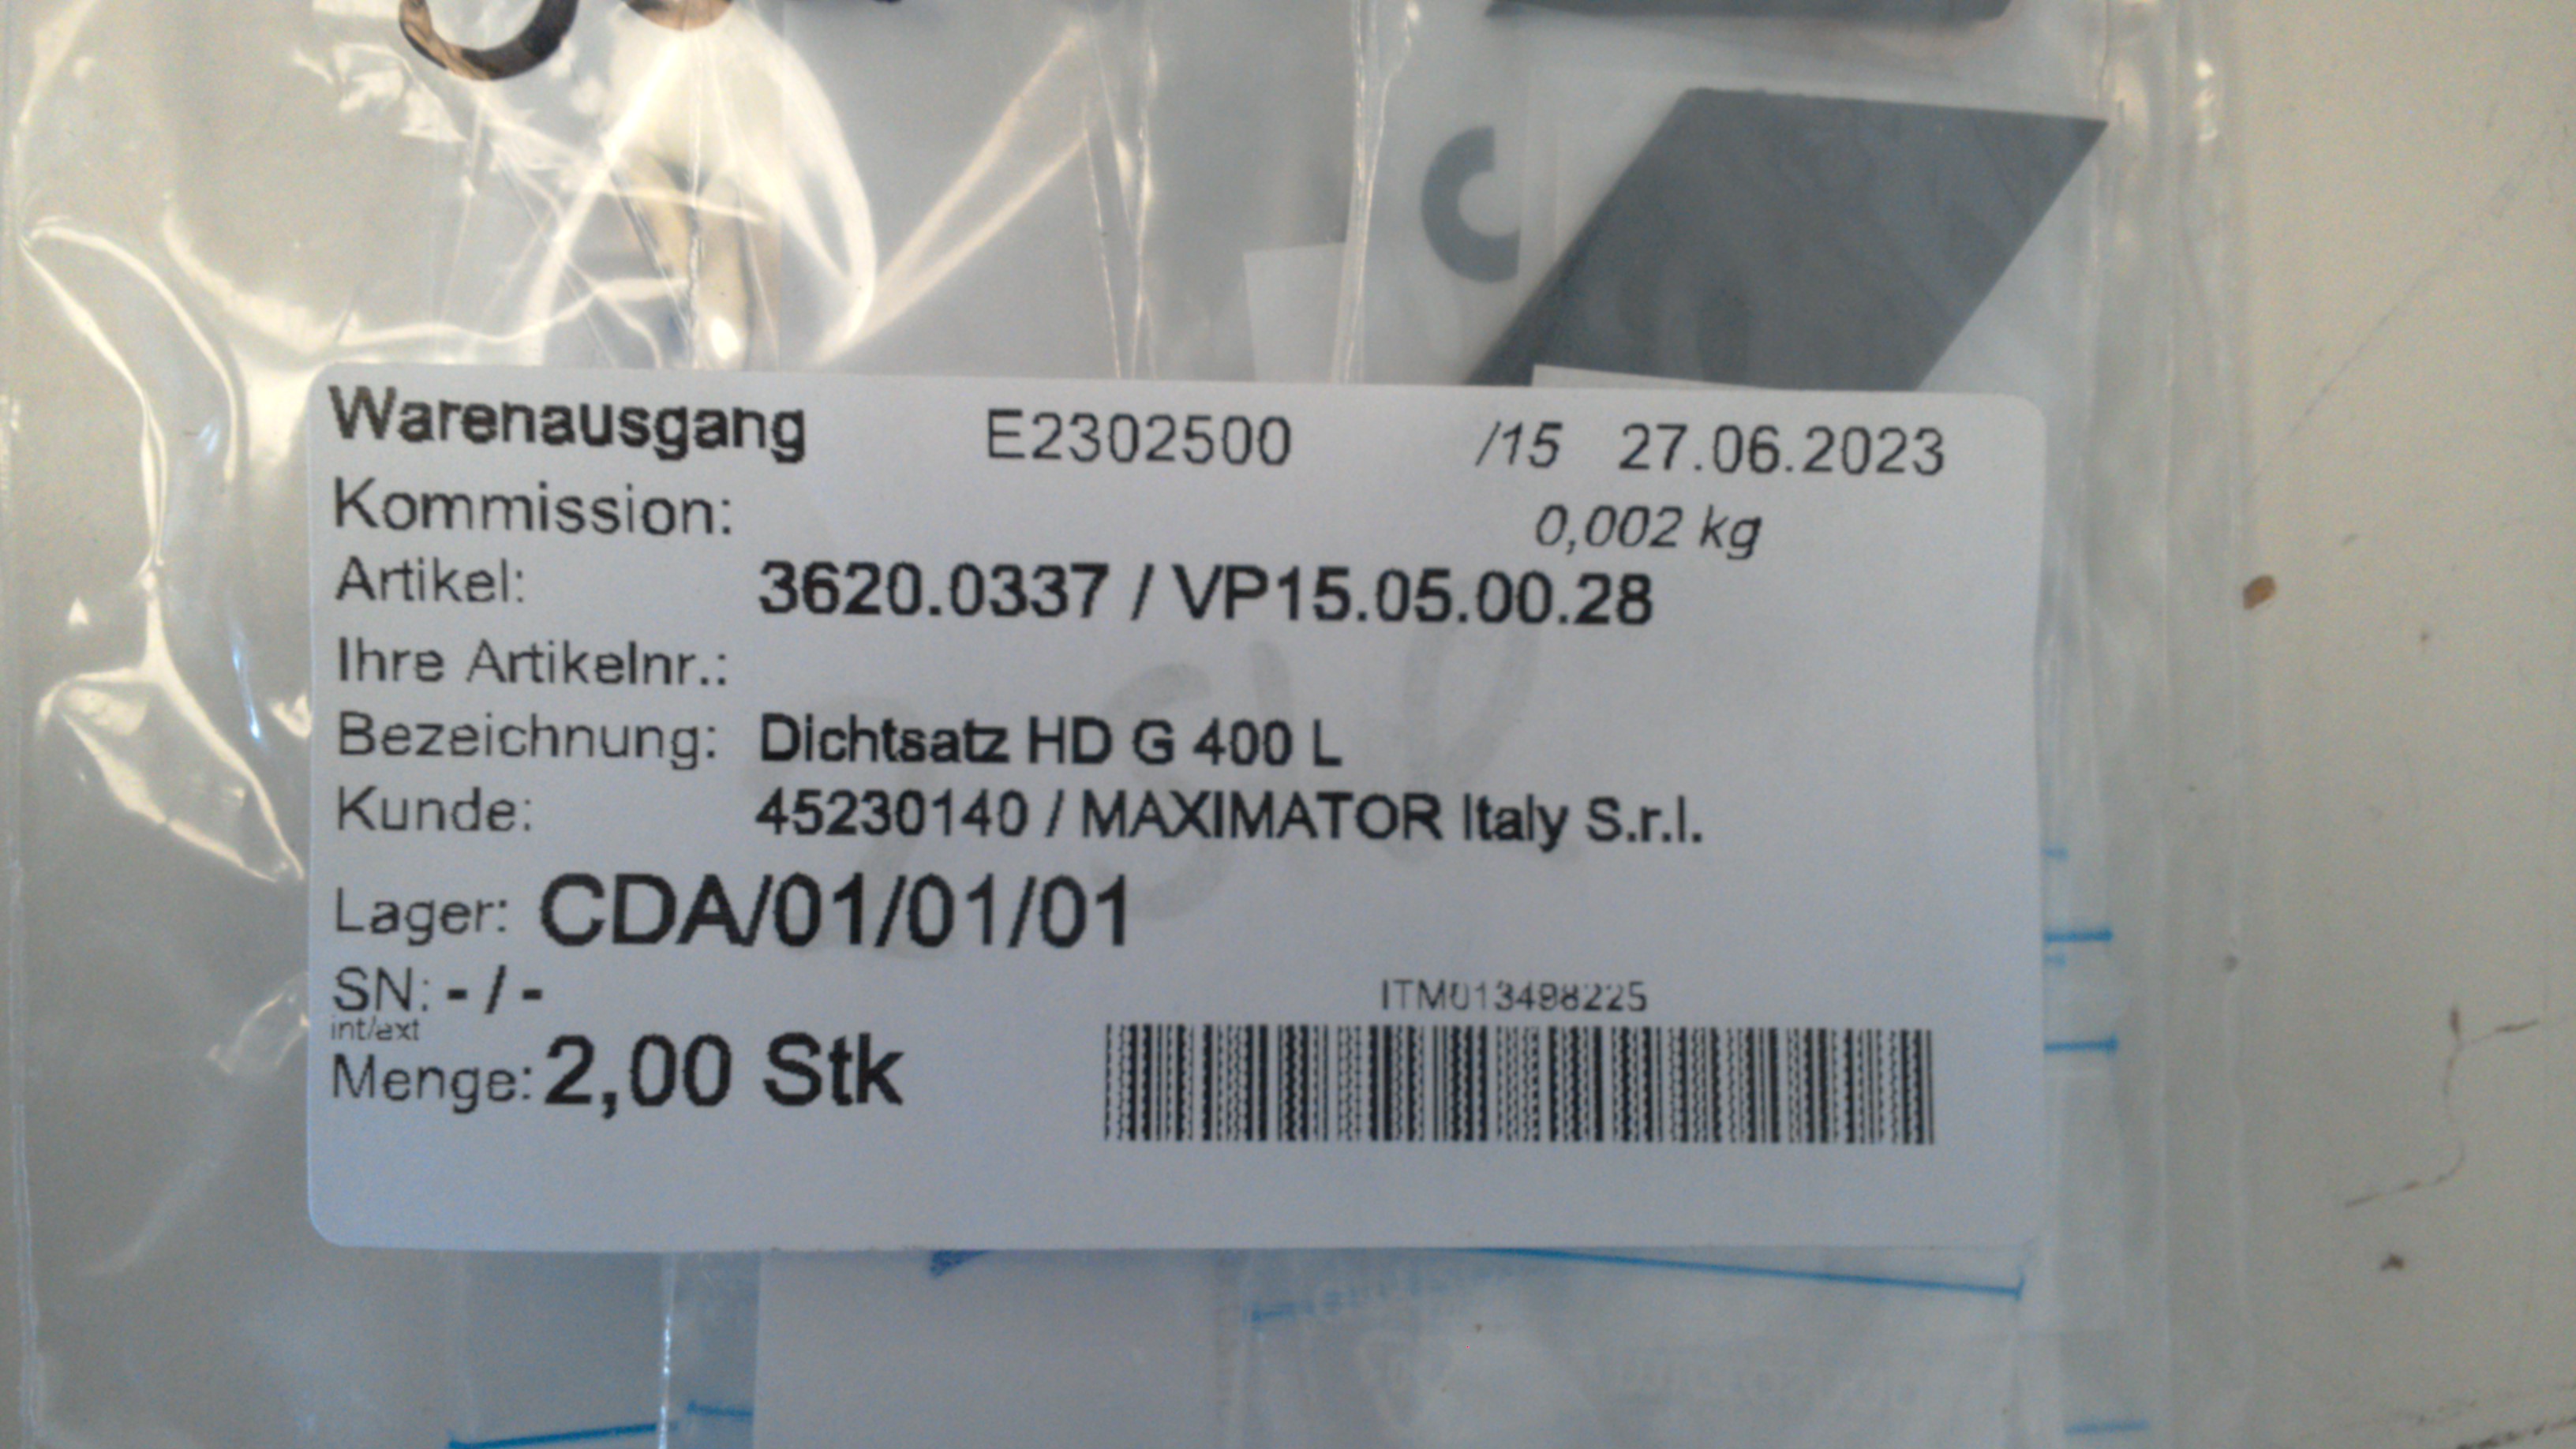 Warenausgang E2302500 /15 27.06.2023
Kommission: 0,002 kg
Artikel: 3620.0337 / VP15.05.00.28
Ihre Artikelnr.:
Bezeichnung: Dichtsatz HD G 400 L
Kunde: 45230140 / MAXIMATOR Italy S.r.l.
Lager: CDA/01/01/01
SN: - / -
int/ext
ITM013498225
Menge: 2,00 Stk